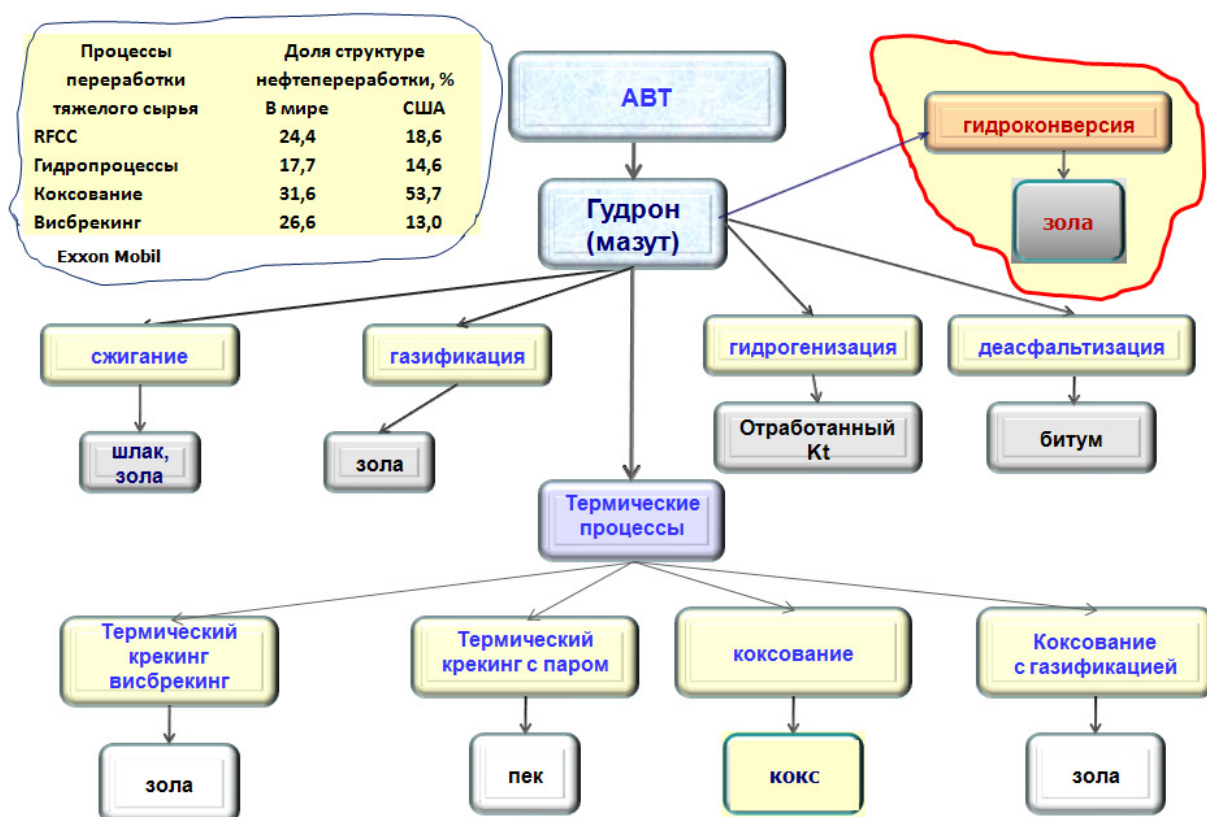 Процессы переработки тяжелого сырья
Доля структуре нефтепереработки, %
В мире США
RFCC 24,4 18,6
Гидропроцессы 17,7 14,6
Коксование 31,6 53,7
Висбрекинг 26,6 13,0
Exxon Mobil
АВТ
гидроконверсия
зола
Гудрон
(мазут)
сжигание
газификация
гидрогенизация
деасфальтизация
шлак,
зола
зола
Отработанный
Kt
битум
Термические
процессы
Термический
крекинг
висбрекинг
Термический
крекинг с паром
коксование
Коксование
с газификацией
зола
пек
кокс
зола